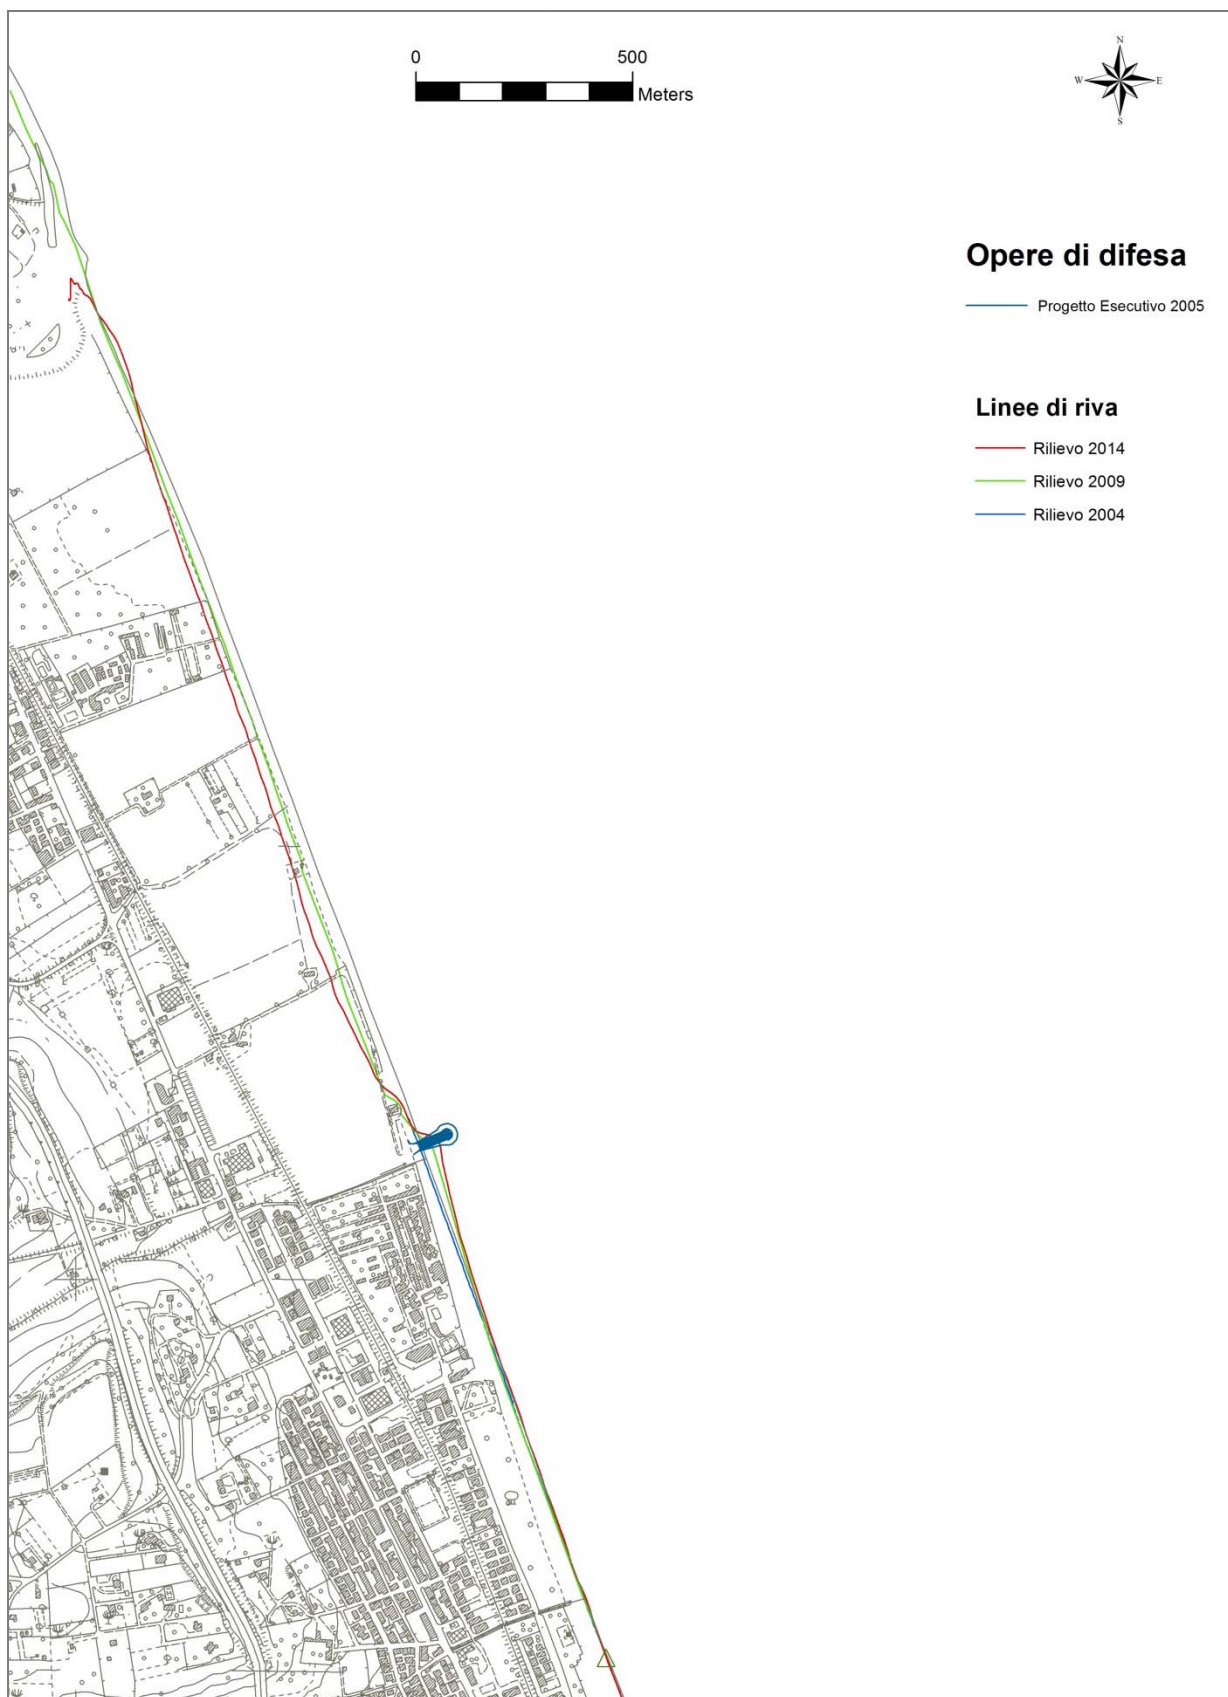 0 500
Meters
N
W E
S
Opere di difesa
Progetto Esecutivo 2005
Linee di riva
Rilievo 2014
Rilievo 2009
Rilievo 2004